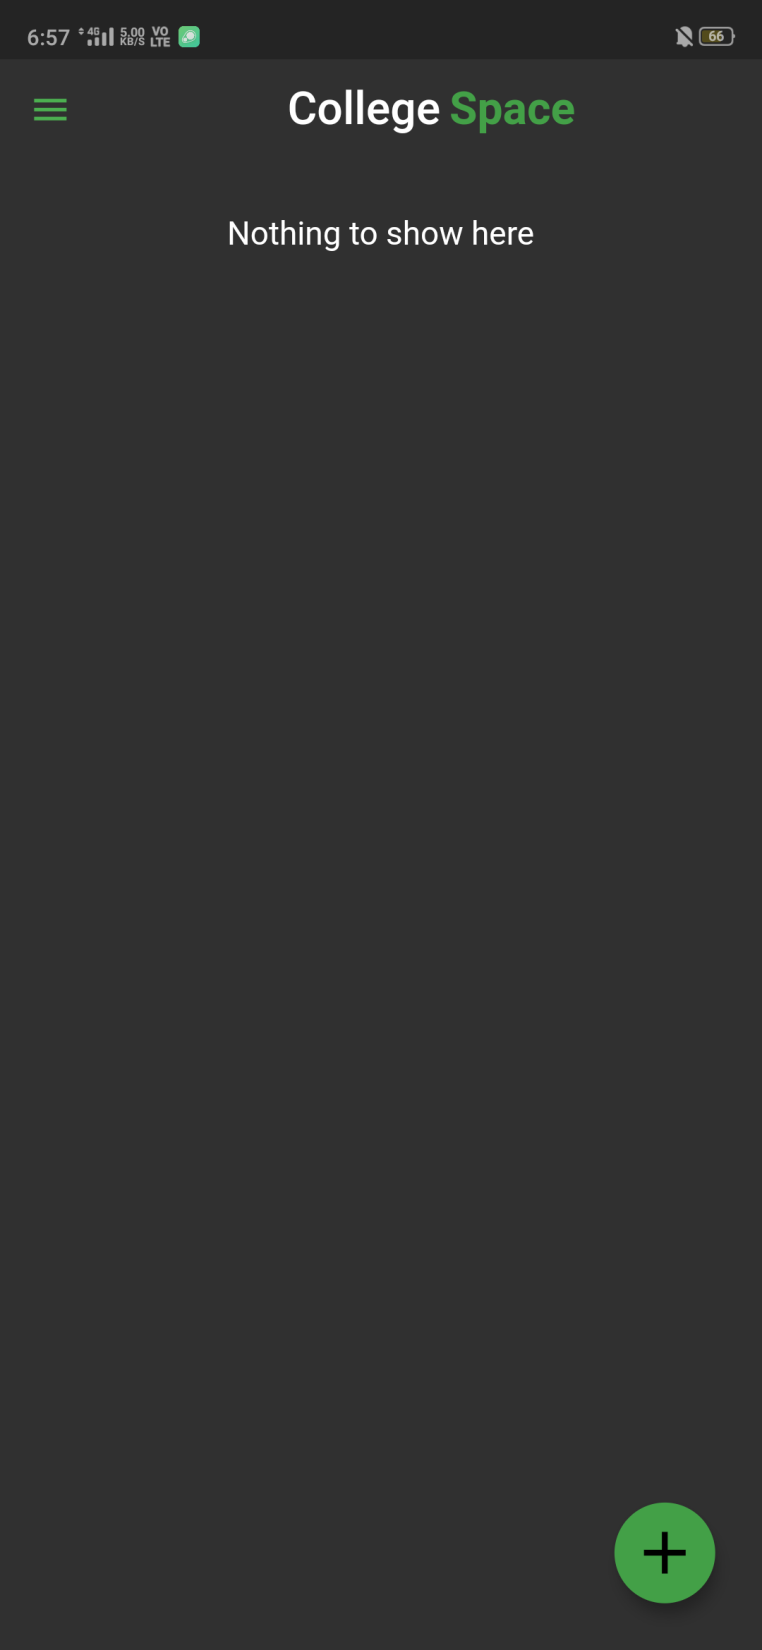 6:57 4G 5.00 KB/S VO LTE 66
College Space
Nothing to show here